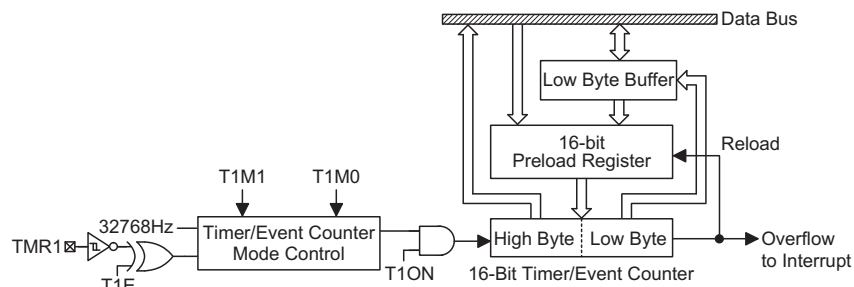 Data Bus
Low Byte Buffer
16-bit
Preload Register
Reload
T1M1
T1M0
32768Hz
TMR1
Timer/Event Counter
Mode Control
High Byte
Low Byte
Overflow
to Interrupt
T1E
T1ON
16-Bit Timer/Event Counter